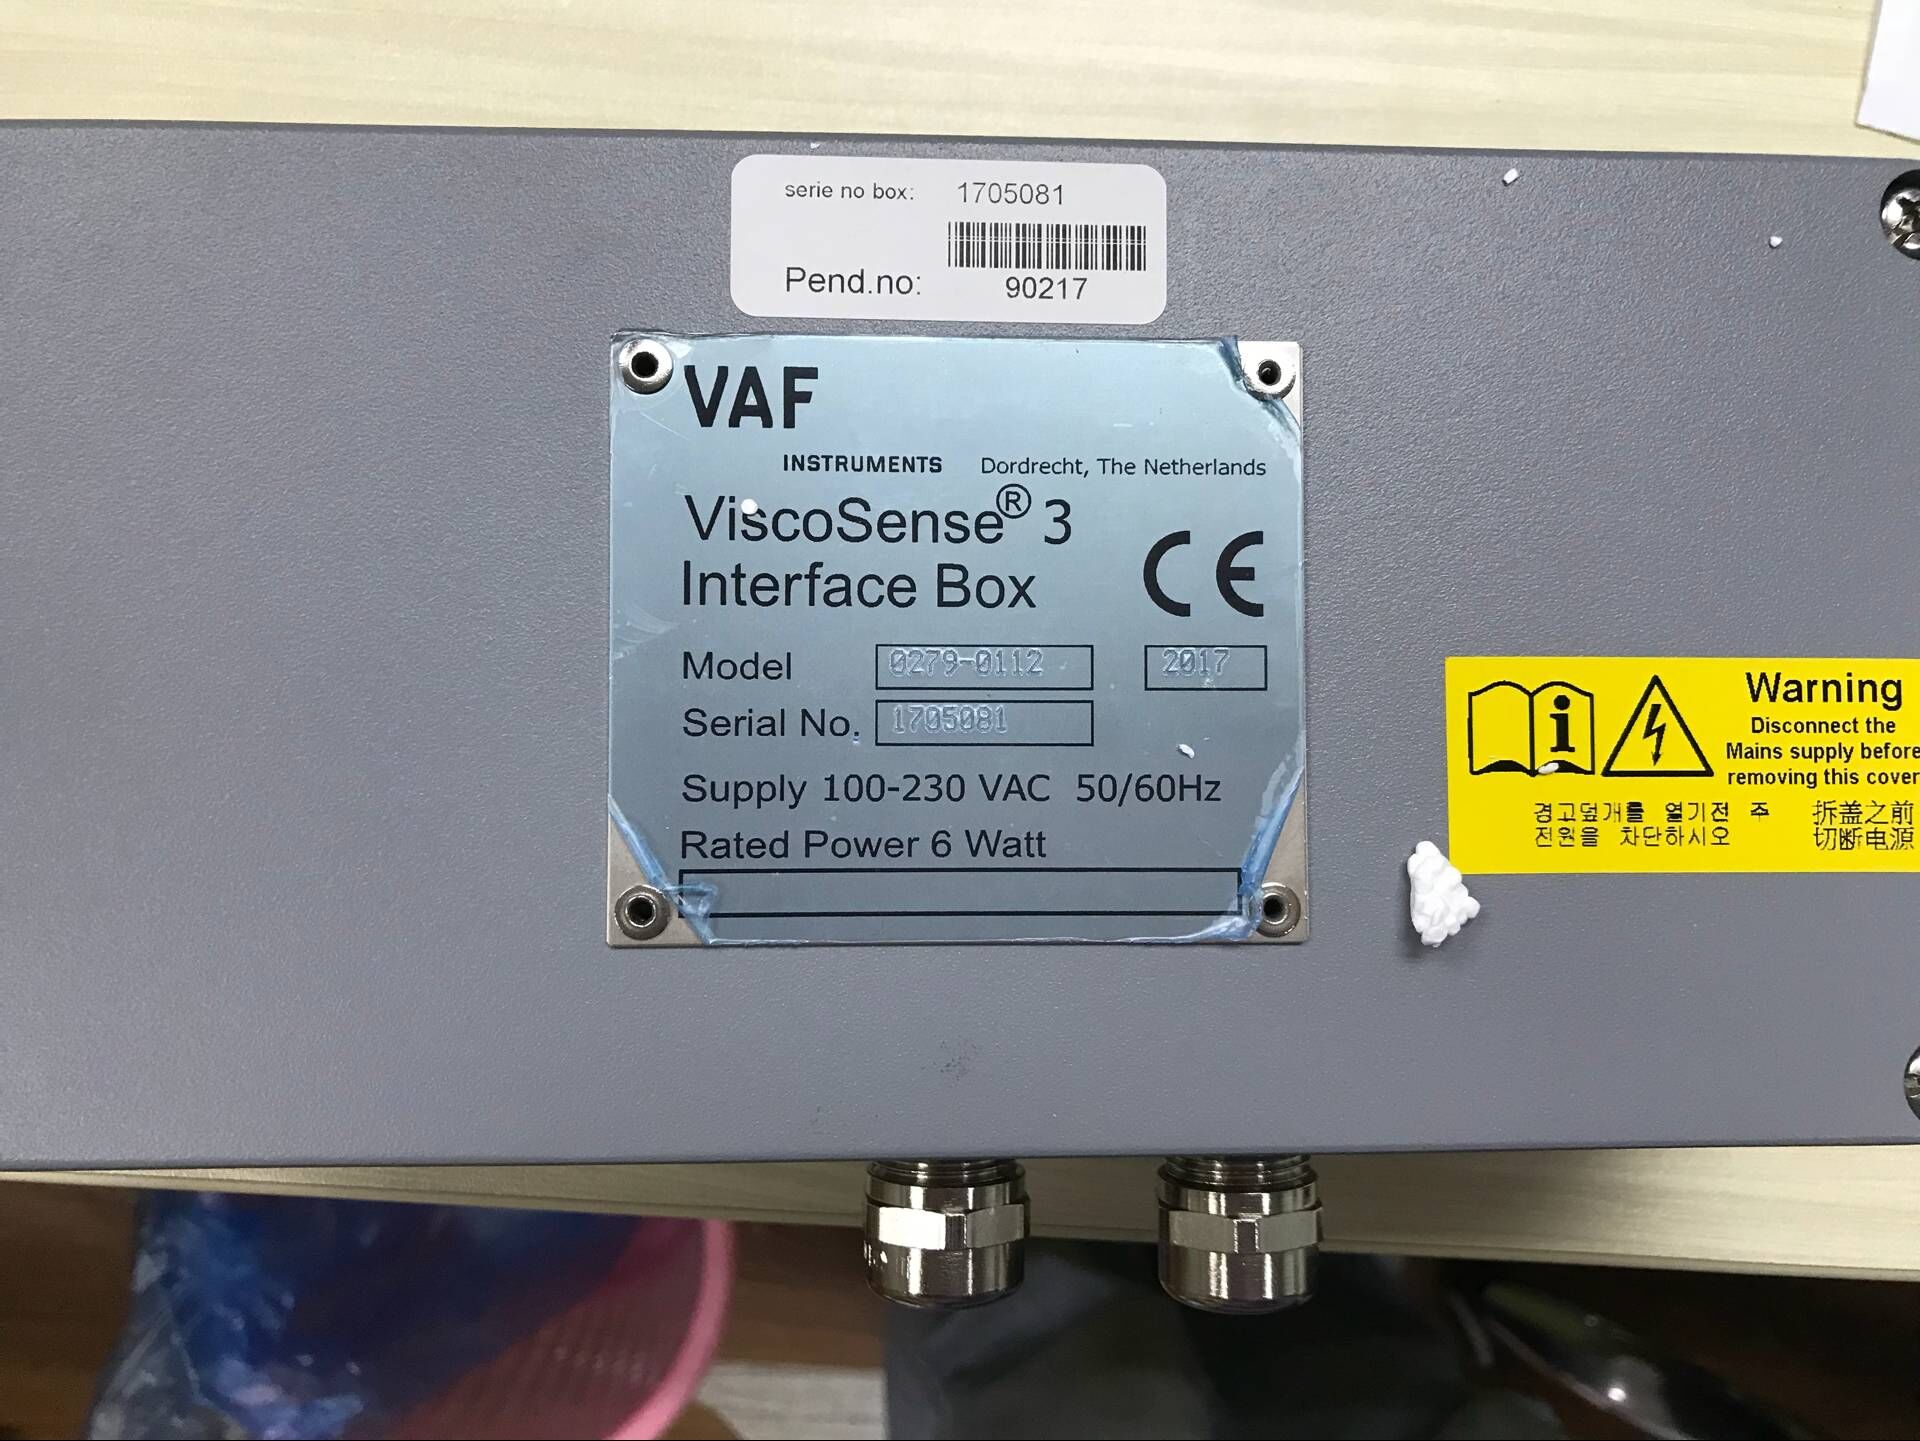 serie no box: 1705081
Pend.no: 90217
VAF
INSTRUMENTS Dordrecht, The Netherlands
ViscoSense® 3
Interface Box
CE
Model 0279-0112 2017
Serial No. 1705081
Supply 100-230 VAC 50/60Hz
Rated Power 6 Watt
Warning
Disconnect the
Mains supply before
removing this cover
경고덮개를 열기전 주
전원을 차단하시오
拆盖之前
切断电源